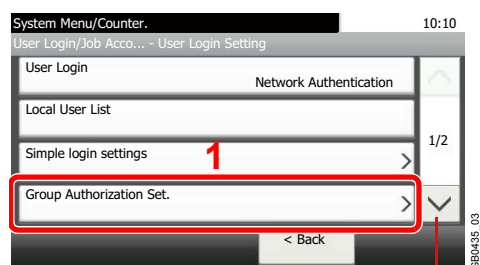 System Menu/Counter.
10:10
User Login/Job Acco... - User Login Setting
User Login
Network Authentication
Local User List
1/2
Simple login settings
1
Group Authorization Set.
< Back
GB0435_03